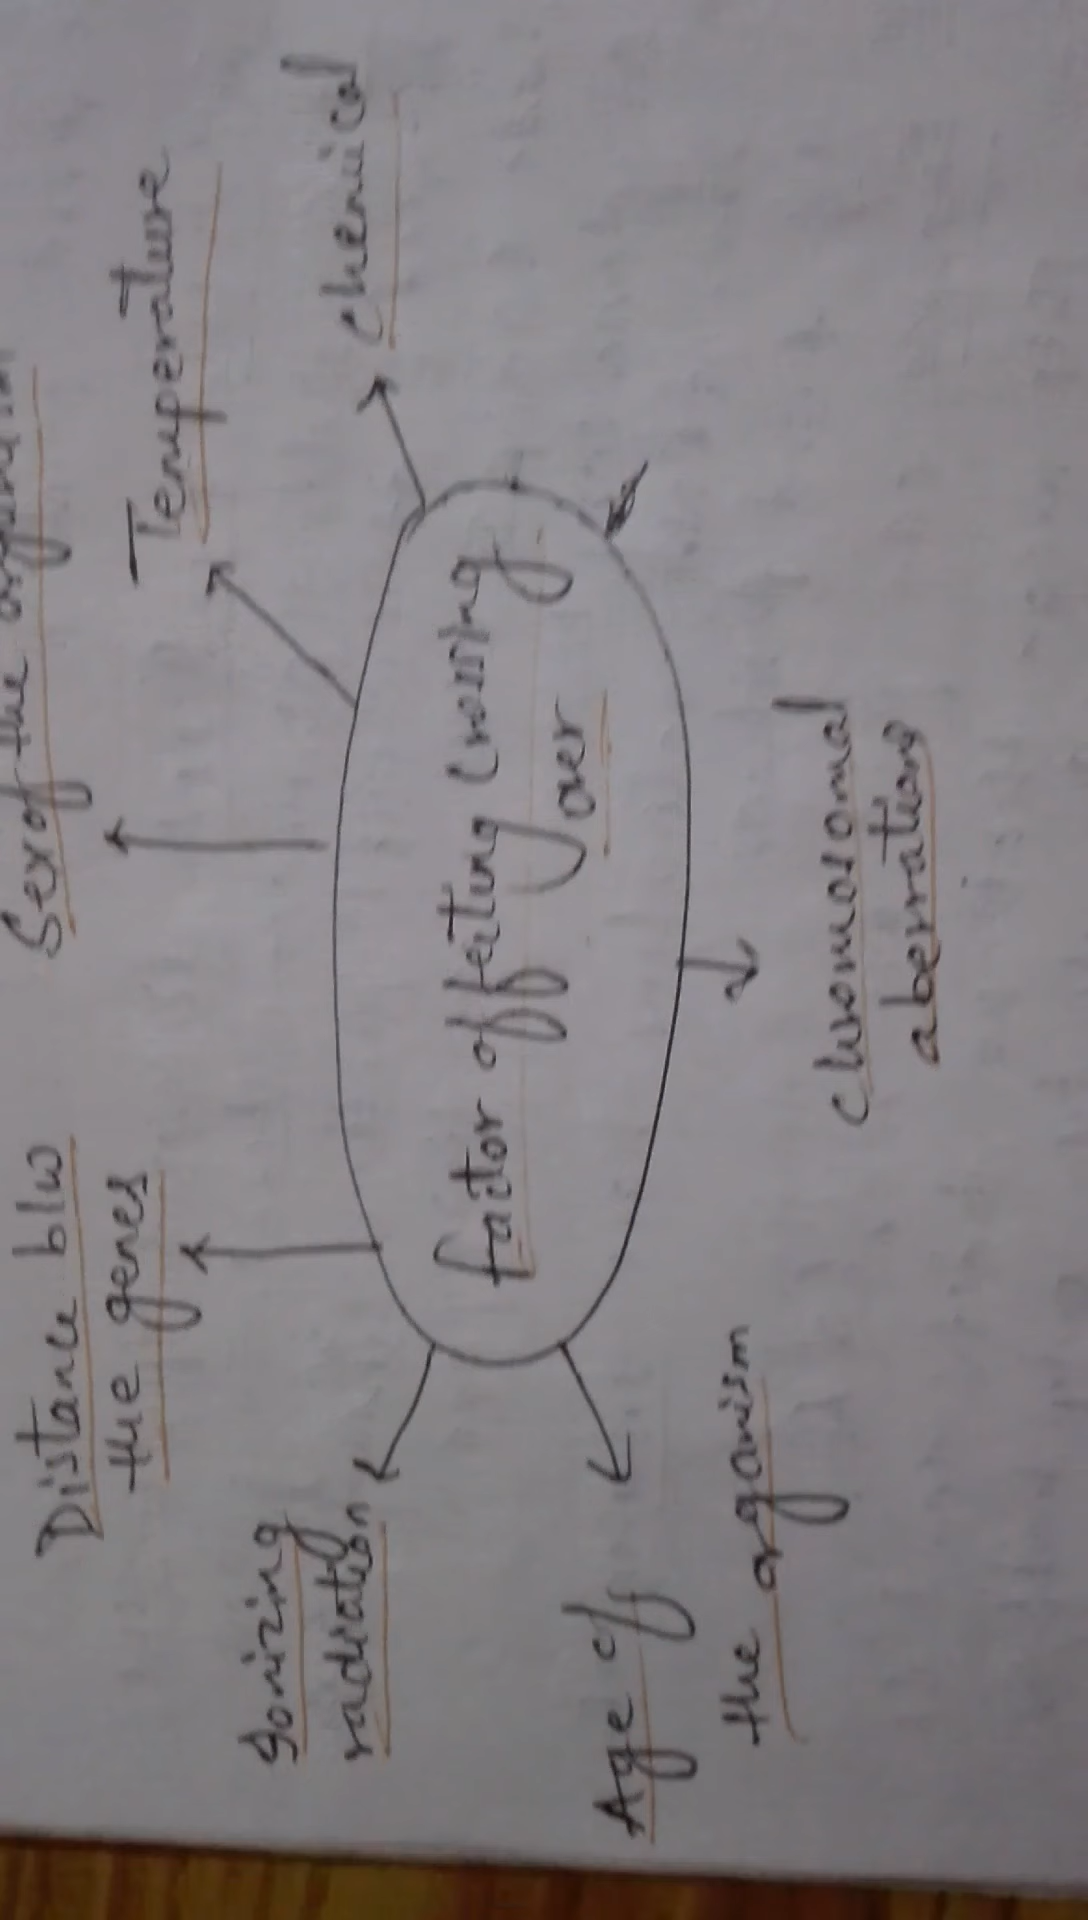 Distance b/w
the genes
Sex of the organism
Temperature
chemical
Ionizing
radiation
factor affecting Crossing
over
Age of
the organism
chromosomal
aberrations